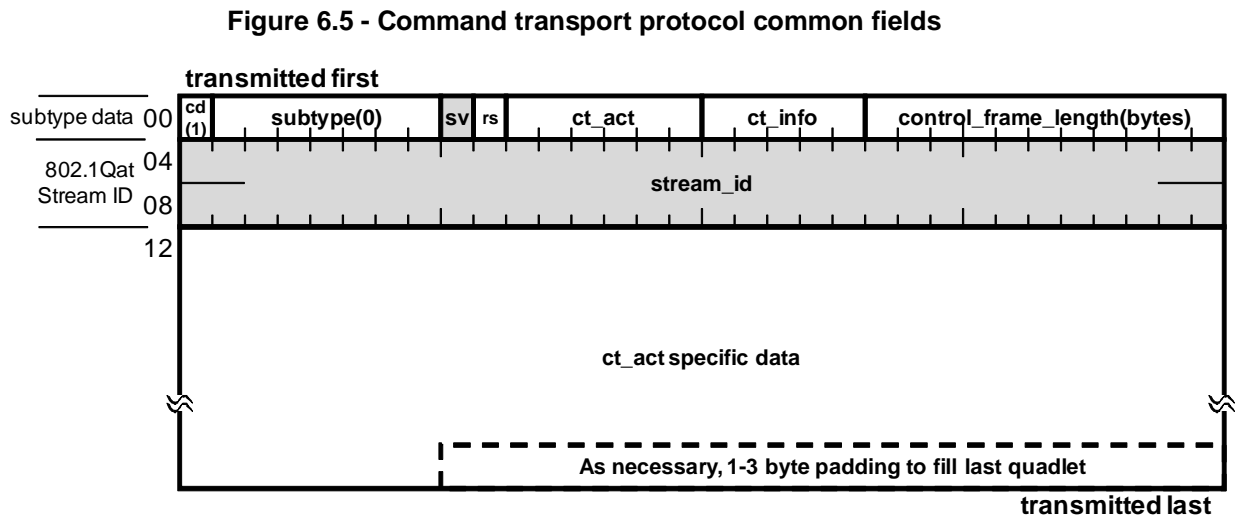 Figure 6.5 - Command transport protocol common fields
transmitted first
subtype data 00 cd (1) subtype(0) sv rs ct_act ct_info control_frame_length(bytes)
802.1Qat Stream ID 04
08 stream_id
12
ct_act specific data
As necessary, 1-3 byte padding to fill last quadlet
transmitted last